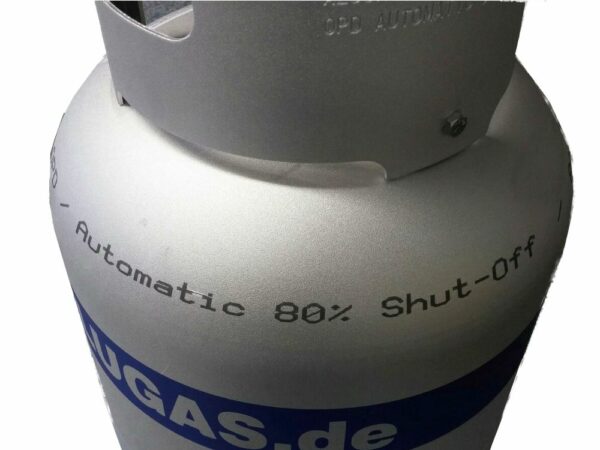 OPD AUTOMATIC
- Automatic 80% Shut-Off -
UGAS.de